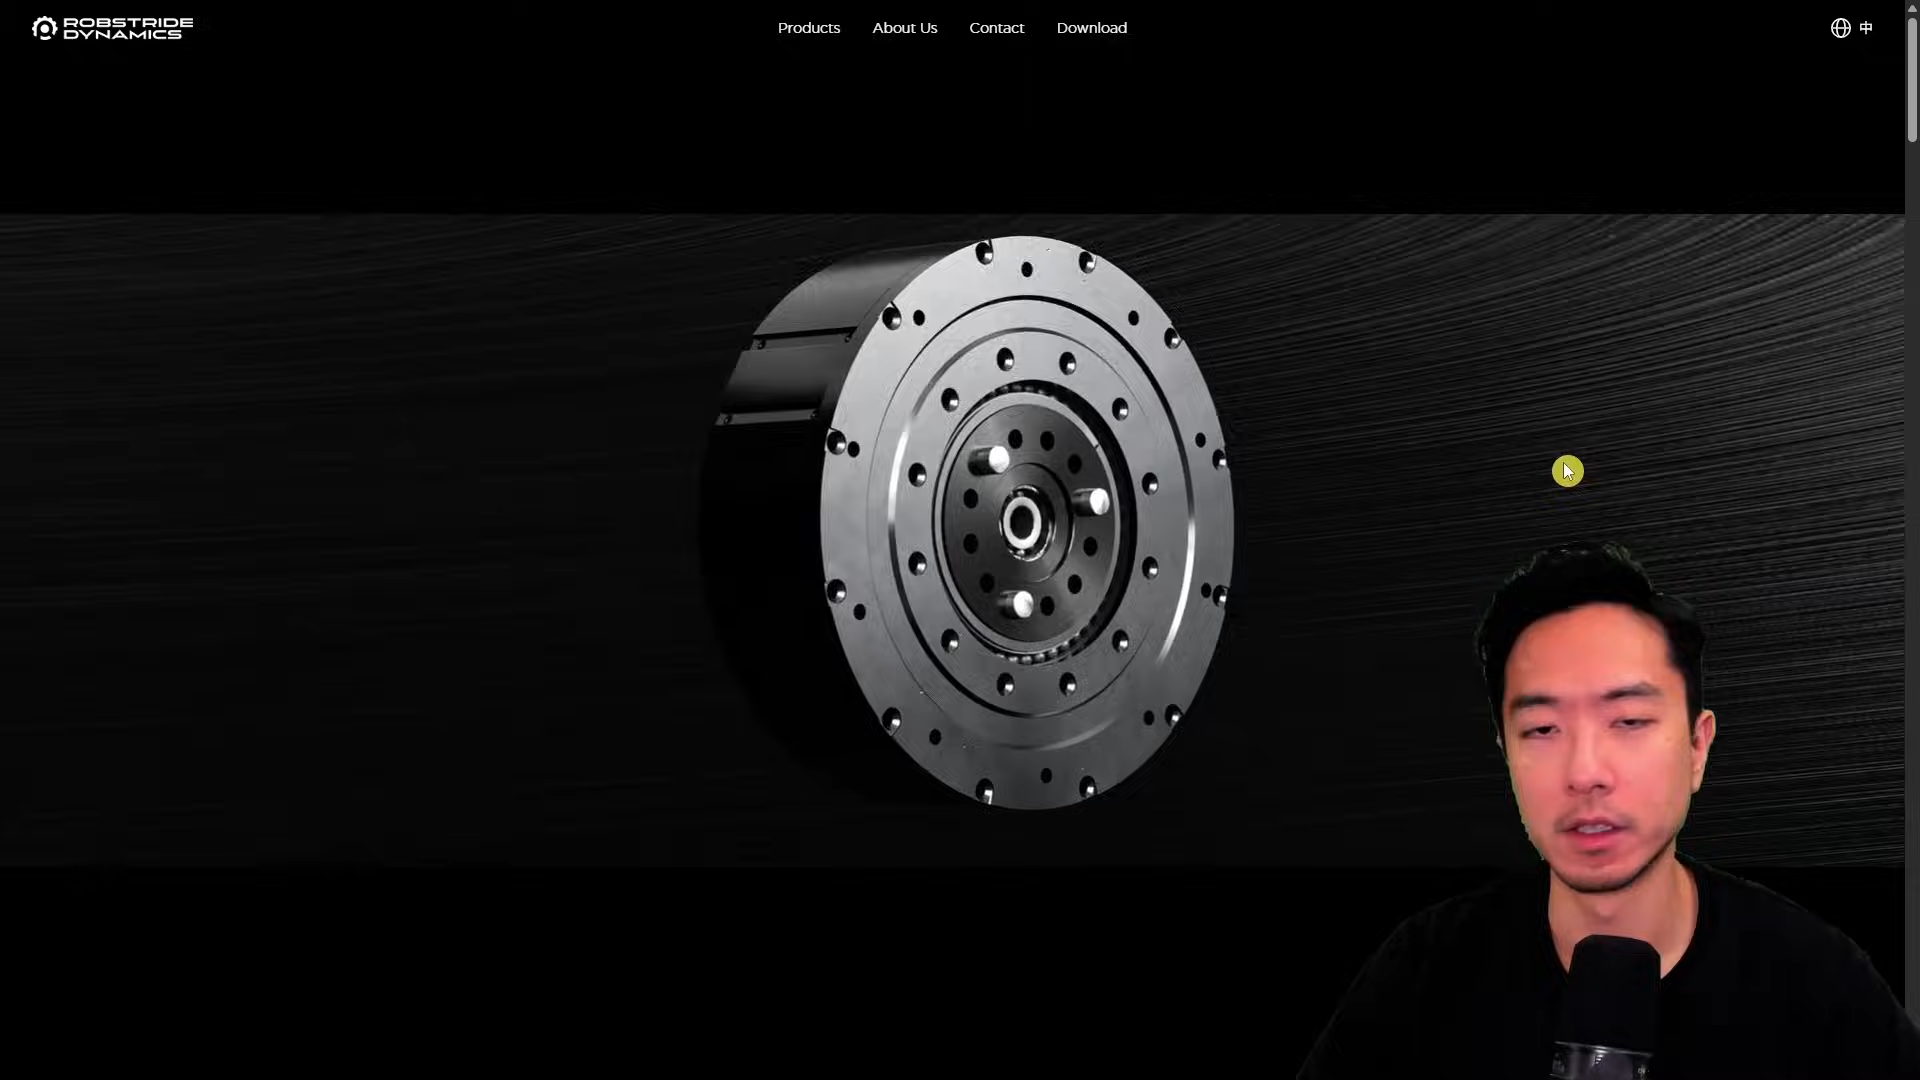 ROBSTRIDE
DYNAMICS
Products
About Us
Contact
Download
中